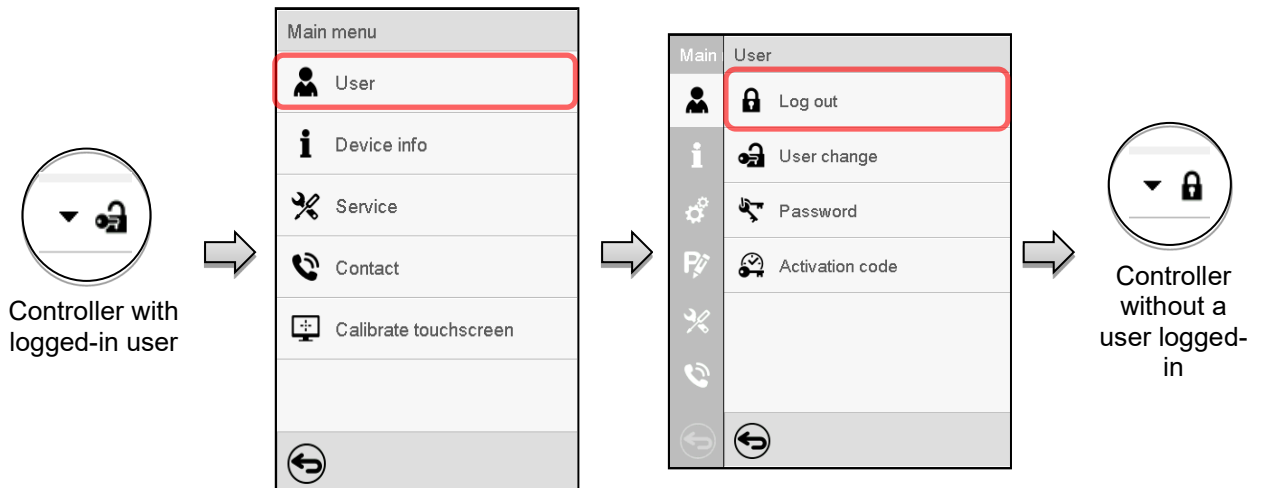 Controller with
logged-in user
Main menu
User
Device info
Service
Contact
Calibrate touchscreen
Main
User
Log out
User change
Password
Activation code
Controller
without a
user logged-
in